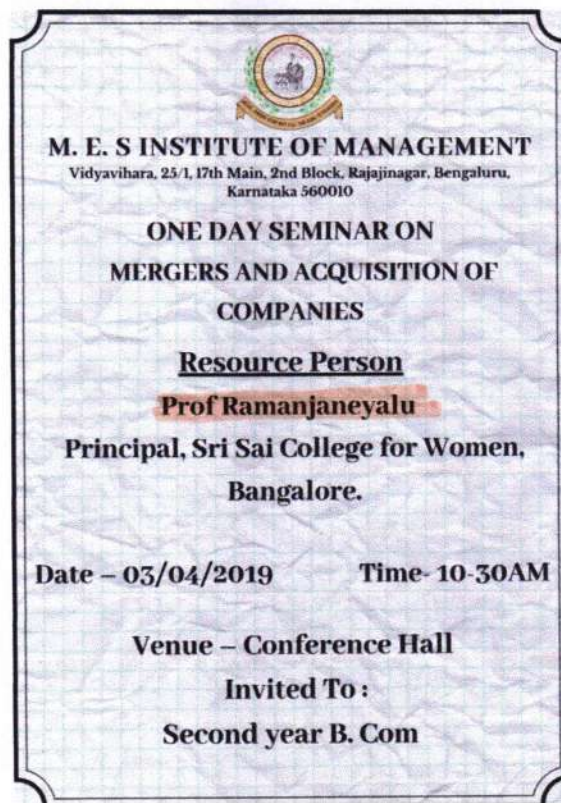 M. E. S INSTITUTE OF MANAGEMENT
Vidyavihara, 25/1, 17th Main, 2nd Block, Rajajinagar, Bengaluru,
Karnataka 560010
ONE DAY SEMINAR ON
MERGERS AND ACQUISITION OF
COMPANIES
Resource Person
Prof Ramanjaneyalu
Principal, Sri Sai College for Women,
Bangalore.
Date – 03/04/2019 Time- 10-30AM
Venue – Conference Hall
Invited To :
Second year B. Com